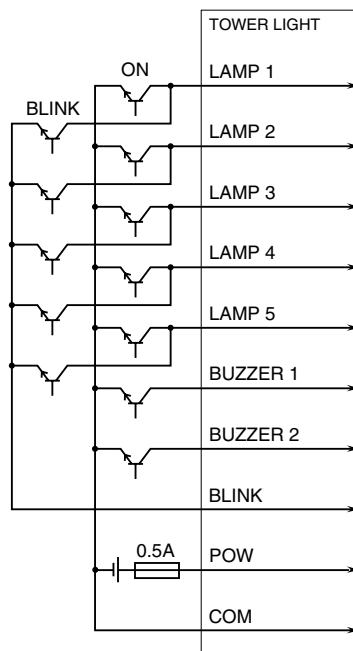 TOWER LIGHT
ON
LAMP 1
BLINK
LAMP 2
LAMP 3
LAMP 4
LAMP 5
BUZZER 1
BUZZER 2
BLINK
0.5A
POW
COM